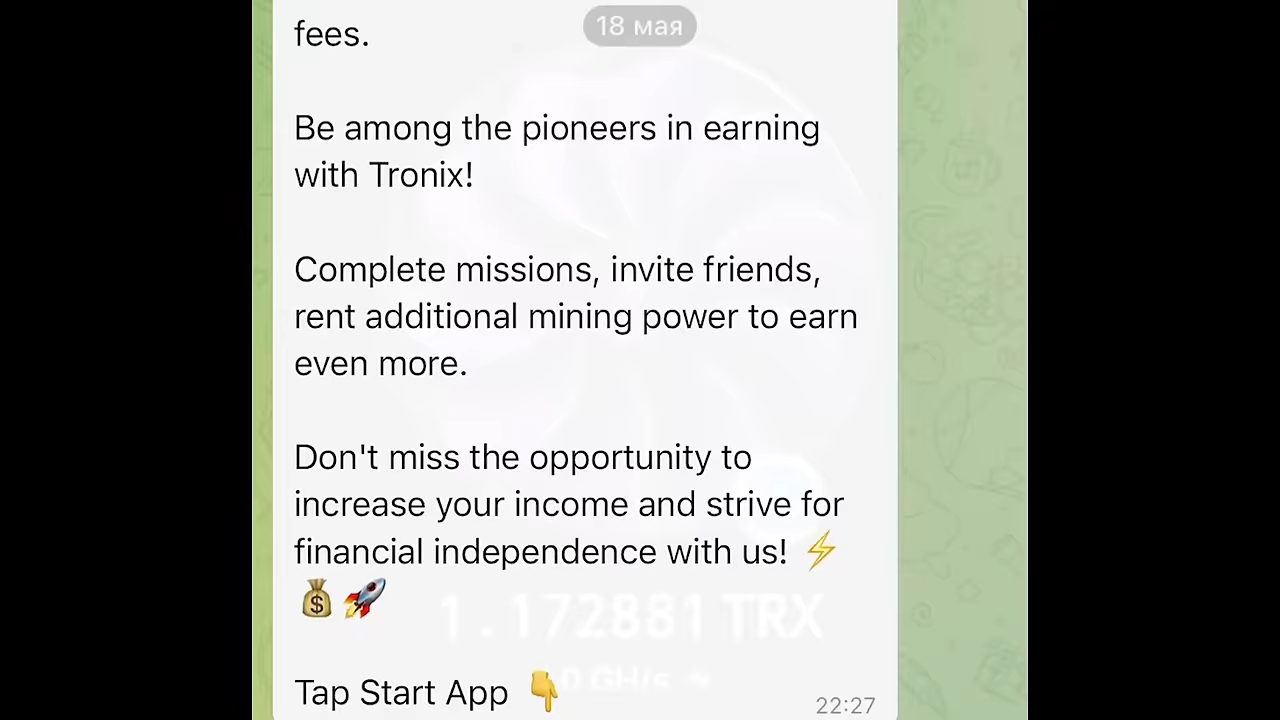 fees.
18 мая
Be among the pioneers in earning
with Tronix!
Complete missions, invite friends,
rent additional mining power to earn
even more.
Don't miss the opportunity to
increase your income and strive for
financial independence with us! ⚡
💰🚀
1.172881 TRX
Tap Start App 👇
GH/s
22:27